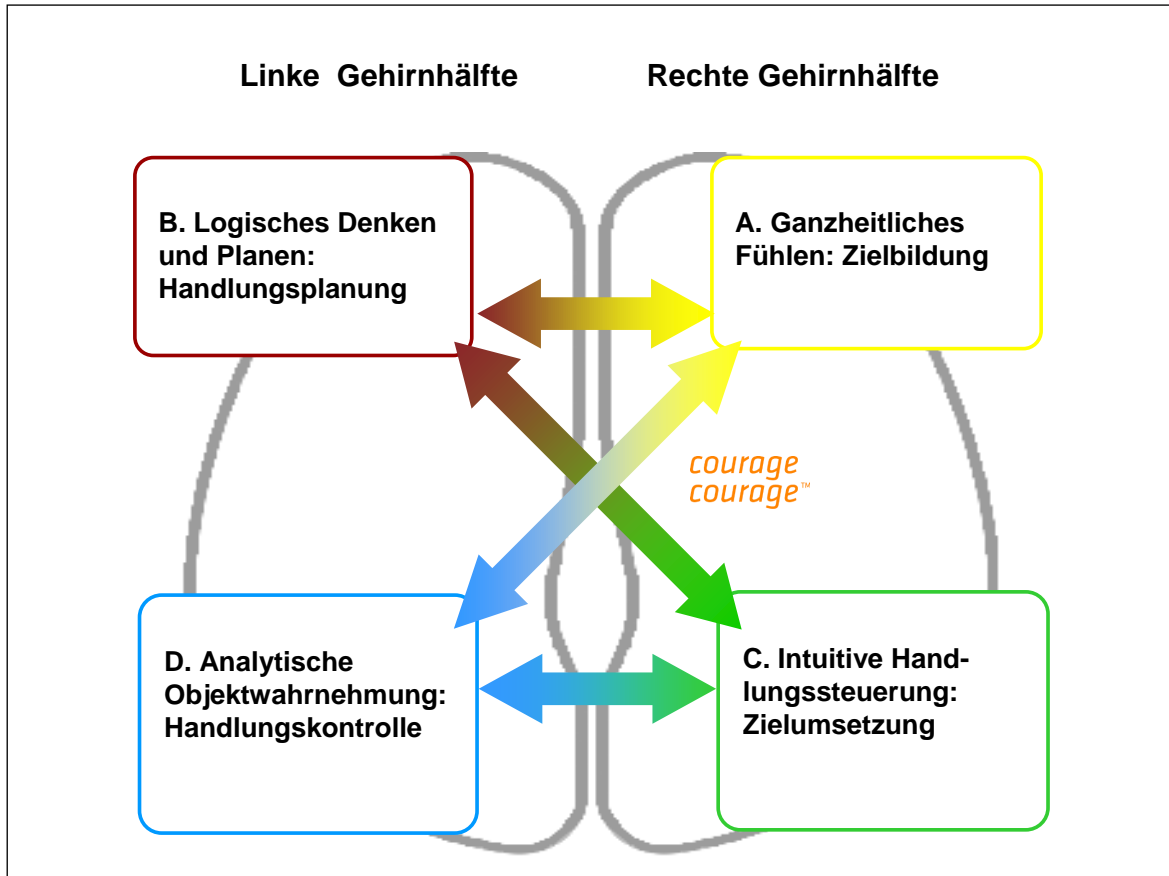 Linke Gehirnhälfte
Rechte Gehirnhälfte
B. Logisches Denken
und Planen:
Handlungsplanung
A. Ganzheitliches
Fühlen: Zielbildung
courage
courage™
D. Analytische
Objektwahrnehmung:
Handlungskontrolle
C. Intuitive Hand-
lungssteuerung:
Zielumsetzung